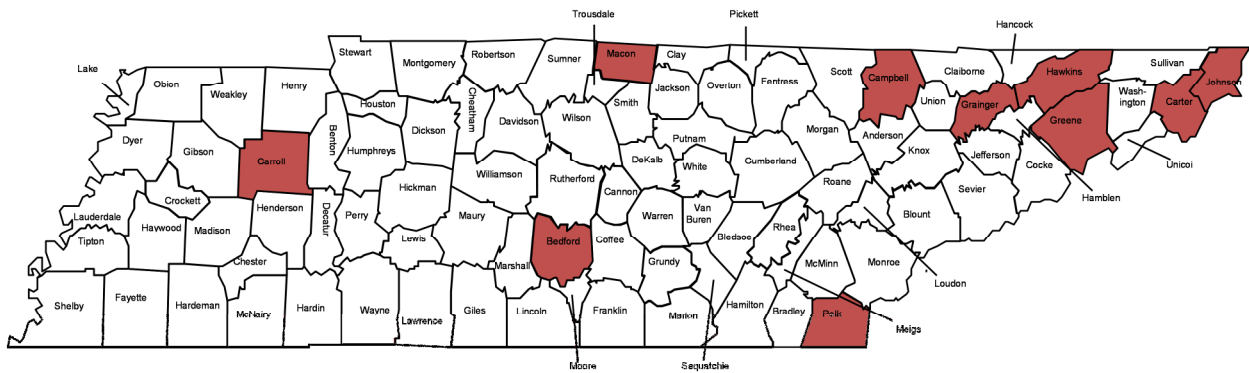 Trousdale
Pickett
Hancock
Lake
Stewart
Montgomery
Robertson
Sumner
Macon
Clay
Scott
Campbell
Claiborne
Hawkins
Sullivan
Johnson
Obion
Weakley
Henry
Houston
Cheatham
Smith
Jackson
Overton
Fentress
Union
Grainger
Wash-
ington
Carter
Dyer
Gibson
Carroll
Benton
Humphreys
Dickson
Davidson
Wilson
Putnam
Morgan
Anderson
Knox
Greene
Jefferson
Cocke
Unicoi
DeKalb
White
Cumberland
Williamson
Rutherford
Cannon
Roane
Sevier
Hamblen
Crockett
Lauderdale
Haywood
Madison
Henderson
Decatur
Perry
Hickman
Maury
Warren
Van
Buren
Rhea
Blount
Tipton
Lewis
Marshall
Bedford
Coffee
Bledsoe
Chester
Grundy
McMinn
Monroe
Loudon
Shelby
Fayette
Hardeman
McNairy
Hardin
Wayne
Lawrence
Giles
Lincoln
Franklin
Marion
Hamilton
Bradley
Polk
Meigs
Moore
Sequatchie